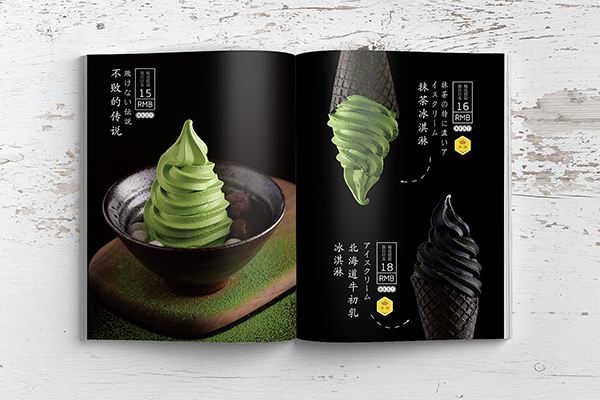 15
RMB
敗けない伝説
不败的传说
16
RMB
抹茶の特に濃いア
イスクリーム
抹茶冰淇淋
18
RMB
アイスクリーム
北海道牛初乳
冰淇淋